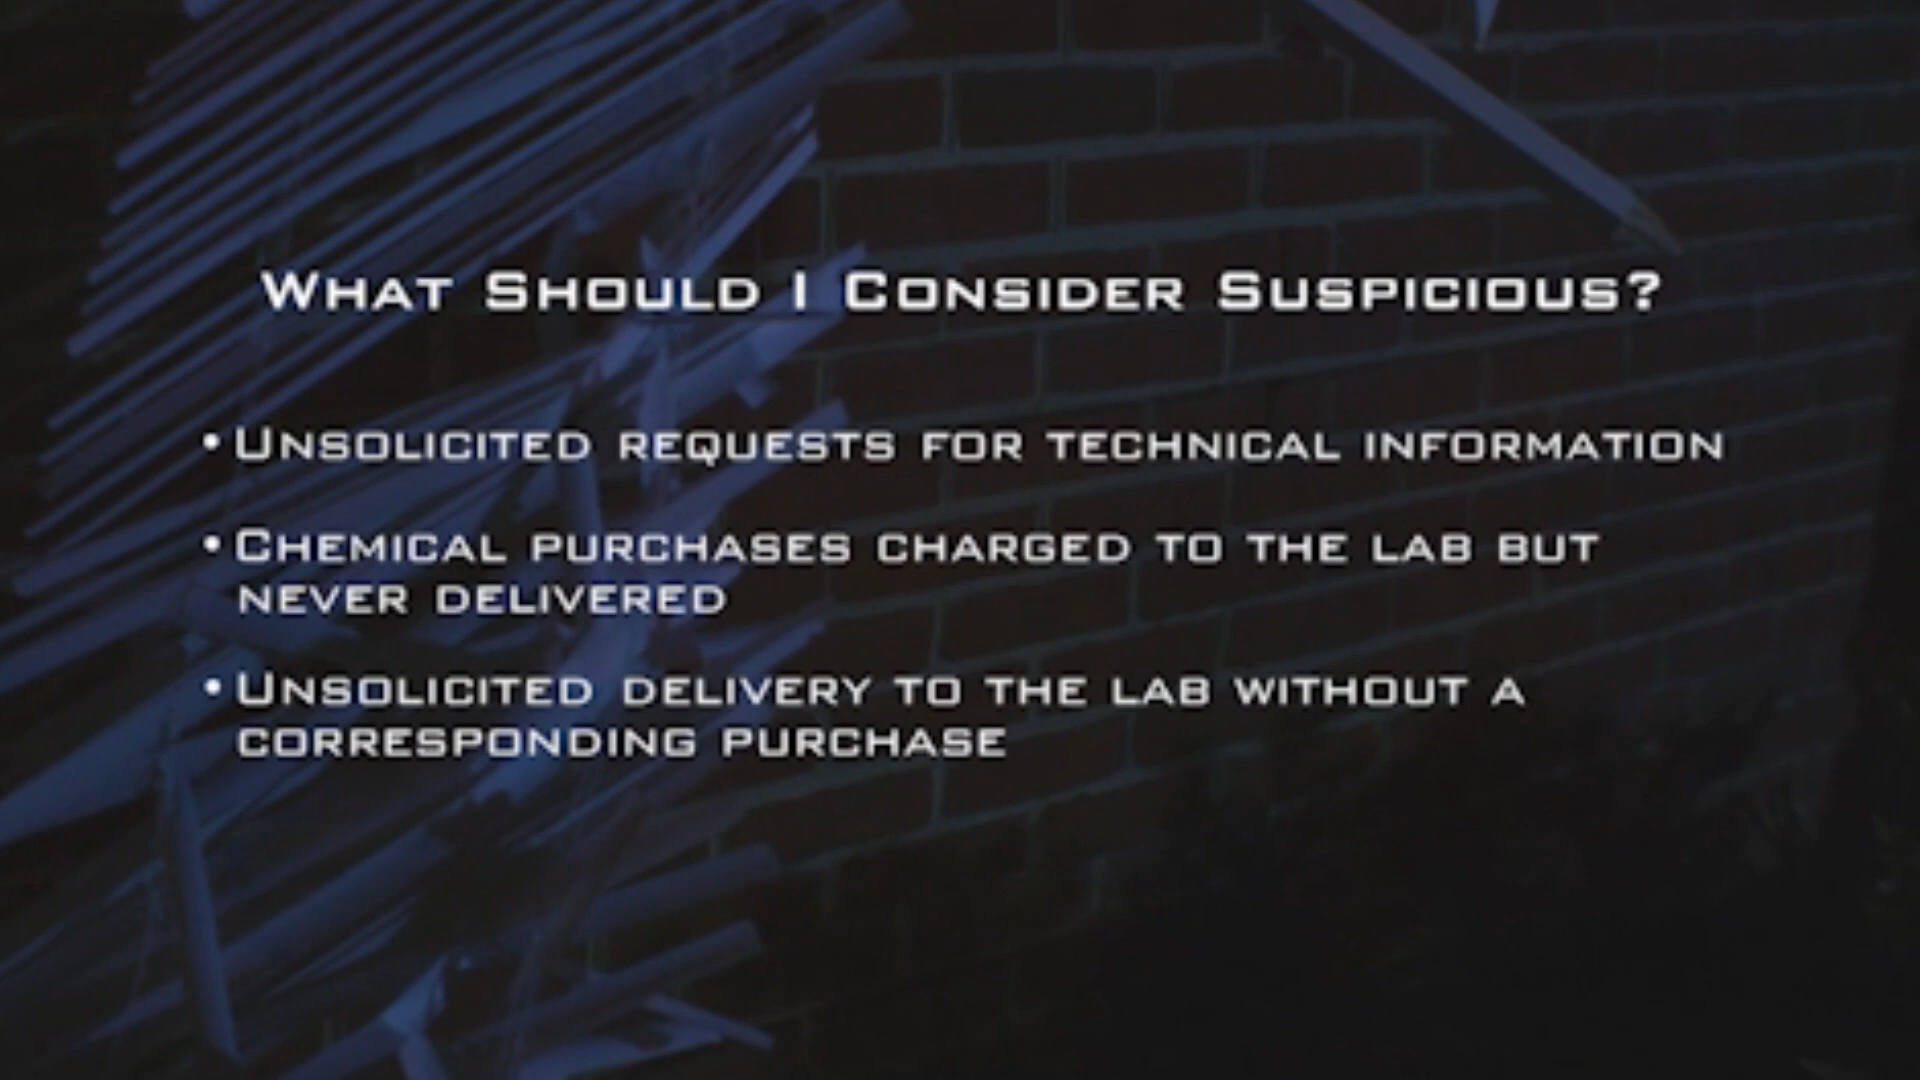 What Should I Consider Suspicious?
• Unsolicited requests for technical information
• Chemical purchases charged to the lab but
never delivered
• Unsolicited delivery to the lab without a
corresponding purchase